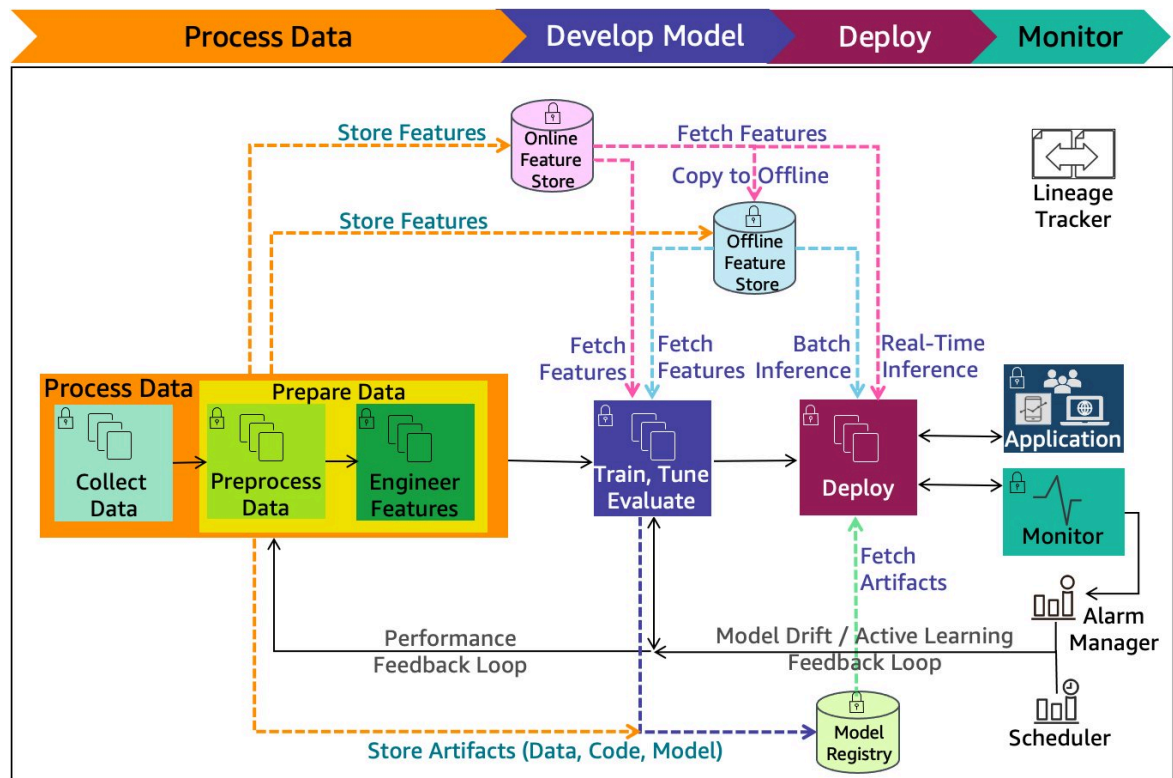 Process Data
Develop Model
Deploy
Monitor
Store Features
Online
Feature
Store
Fetch Features
Copy to Offline
Lineage
Tracker
Store Features
Offline
Feature
Store
Fetch
Features
Fetch
Features
Batch
Inference
Real-Time
Inference
Process Data
Prepare Data
Collect
Data
Preprocess
Data
Engineer
Features
Train, Tune
Evaluate
Deploy
Application
Monitor
Fetch
Artifacts
Alarm
Manager
Performance
Feedback Loop
Model Drift / Active Learning
Feedback Loop
Model
Registry
Scheduler
Store Artifacts (Data, Code, Model)